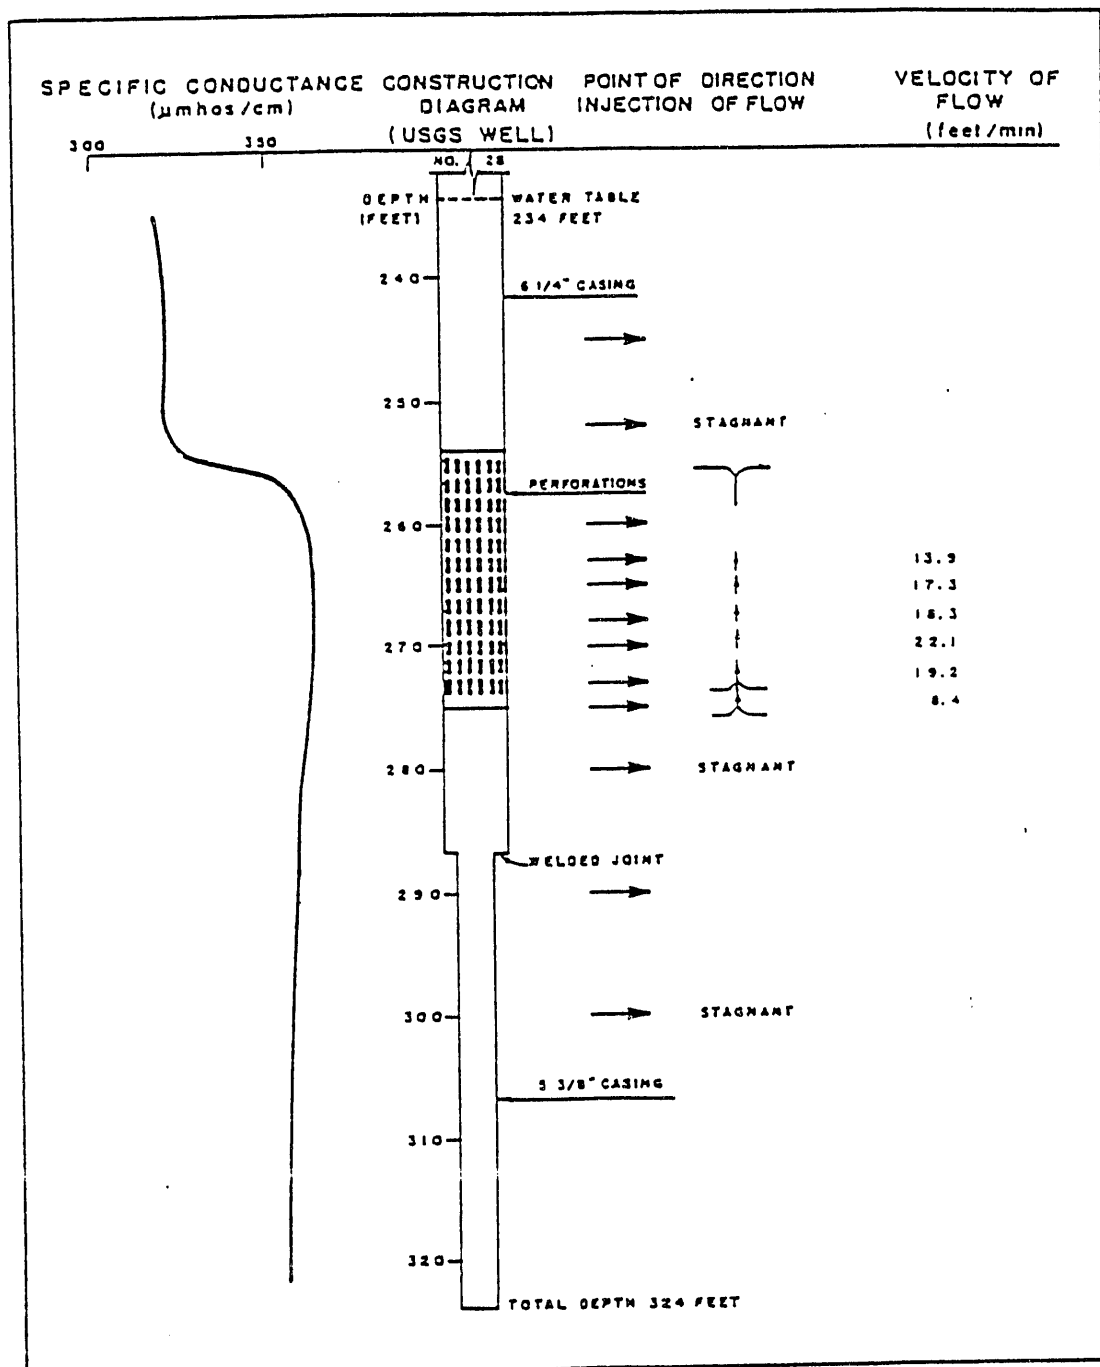 SPECIFIC CONDUCTANCE
(µmhos/cm)
CONSTRUCTION
DIAGRAM
(USGS WELL)
POINT OF
INJECTION
DIRECTION
OF FLOW
VELOCITY OF
FLOW
(feet/min)
300
350
NO. 28
DEPTH
(FEET)
WATER TABLE
234 FEET
240
6 1/4" CASING
250
STAGNANT
PERFORATIONS
260
13.9
17.3
18.3
270
22.1
19.2
8.4
280
STAGNANT
WELDED JOINT
290
300
STAGNANT
5 3/8" CASING
310
320
TOTAL DEPTH 324 FEET